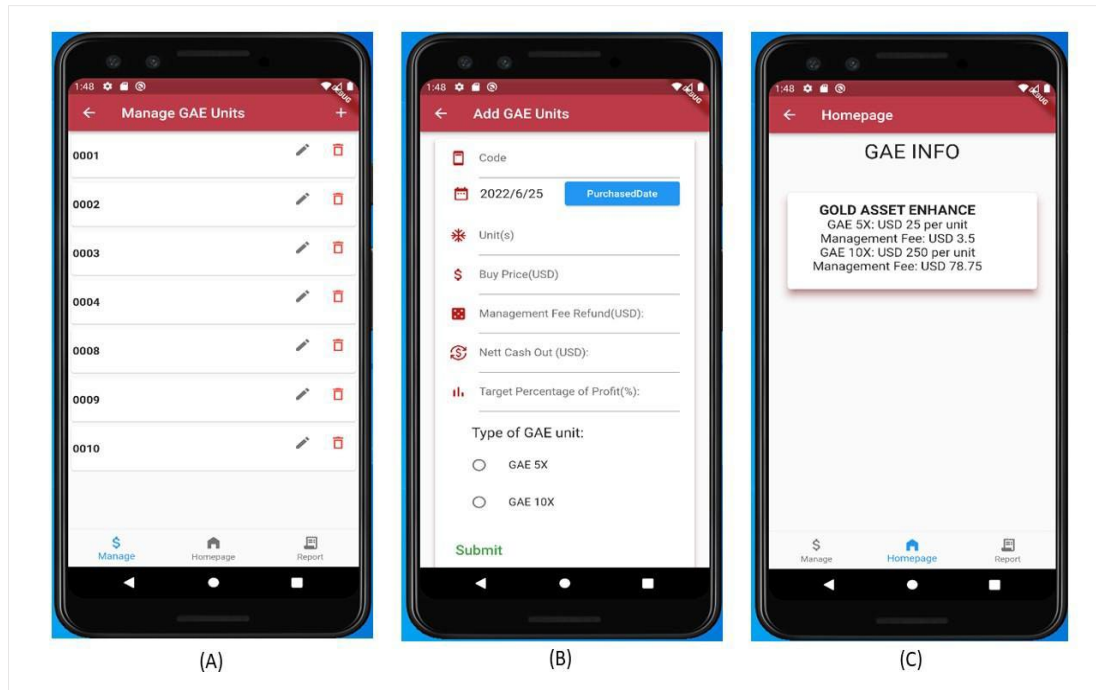 1:48
DEBUG
Manage GAE Units
+
0001
0002
0003
0004
0008
0009
0010
$
Manage
Homepage
Report
(A)
1:48
DEBUG
Add GAE Units
Code
2022/6/25 PurchasedDate
Unit(s)
$ Buy Price(USD)
Management Fee Refund(USD):
Nett Cash Out (USD):
Target Percentage of Profit(%):
Type of GAE unit:
GAE 5X
GAE 10X
Submit
(B)
1:48
DEBUG
Homepage
GAE INFO
GOLD ASSET ENHANCE
GAE 5X: USD 25 per unit
Management Fee: USD 3.5
GAE 10X: USD 250 per unit
Management Fee: USD 78.75
$
Manage
Homepage
Report
(C)